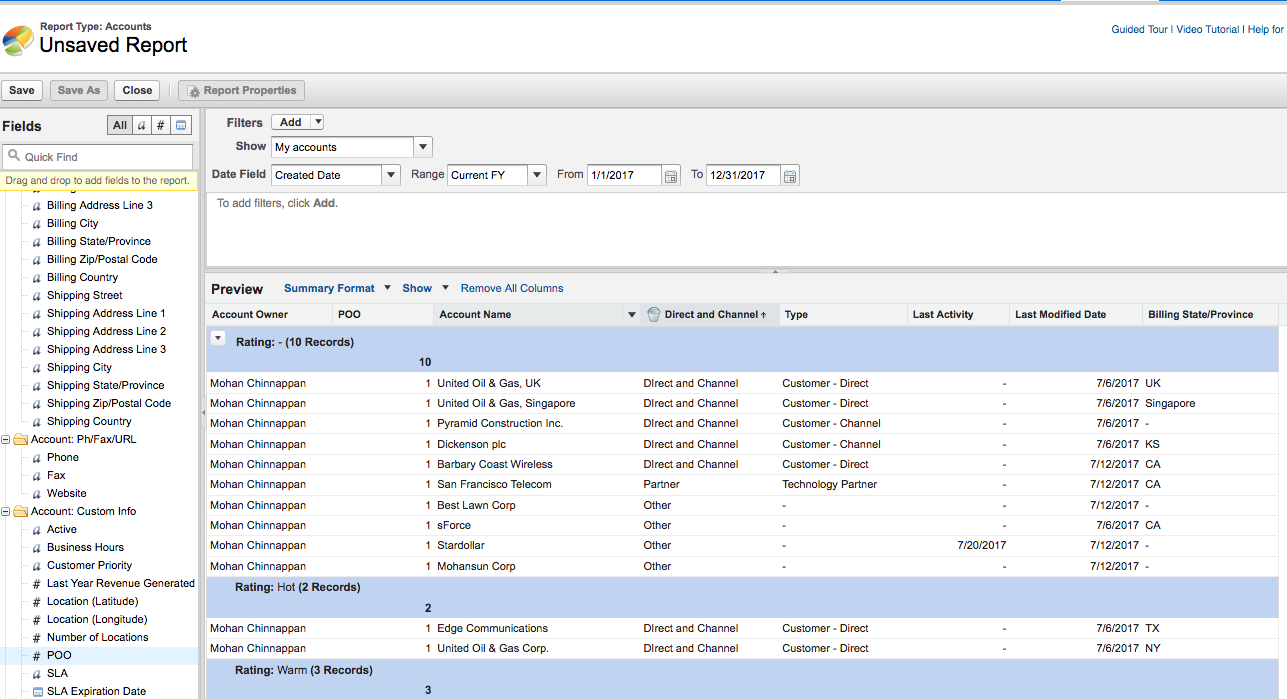 Report Type: Accounts
Unsaved Report
Guided Tour | Video Tutorial | Help for
Save Save As Close Report Properties
Fields All a #
Quick Find
Drag and drop to add fields to the report.
Billing Address Line 3
Billing City
Billing State/Province
Billing Zip/Postal Code
Billing Country
Shipping Street
Shipping Address Line 1
Shipping Address Line 2
Shipping Address Line 3
Shipping City
Shipping State/Province
Shipping Zip/Postal Code
Shipping Country
Account: Ph/Fax/URL
Phone
Fax
Website
Account: Custom Info
Active
Business Hours
Customer Priority
# Last Year Revenue Generated
# Location (Latitude)
# Location (Longitude)
# Number of Locations
# POO
SLA
SLA Expiration Date
Filters Add
Show My accounts
Date Field Created Date Range Current FY From 1/1/2017 To 12/31/2017
To add filters, click Add.
Preview Summary Format Show Remove All Columns
Account Owner POO Account Name Direct and Channel ↑ Type Last Activity Last Modified Date Billing State/Province
Rating: - (10 Records)
10
Mohan Chinnappan 1 United Oil & Gas, UK DIrect and Channel Customer - Direct - 7/6/2017 UK
Mohan Chinnappan 1 United Oil & Gas, Singapore DIrect and Channel Customer - Direct - 7/6/2017 Singapore
Mohan Chinnappan 1 Pyramid Construction Inc. DIrect and Channel Customer - Channel - 7/6/2017 -
Mohan Chinnappan 1 Dickenson plc DIrect and Channel Customer - Channel - 7/6/2017 KS
Mohan Chinnappan 1 Barbary Coast Wireless DIrect and Channel Customer - Direct - 7/12/2017 CA
Mohan Chinnappan 1 San Francisco Telecom Partner Technology Partner - 7/12/2017 CA
Mohan Chinnappan 1 Best Lawn Corp Other - - 7/12/2017 -
Mohan Chinnappan 1 sForce Other - - 7/6/2017 CA
Mohan Chinnappan 1 Stardollar Other - 7/20/2017 7/12/2017 -
Mohan Chinnappan 1 Mohansun Corp Other - - 7/12/2017 -
Rating: Hot (2 Records)
2
Mohan Chinnappan 1 Edge Communications DIrect and Channel Customer - Direct - 7/6/2017 TX
Mohan Chinnappan 1 United Oil & Gas Corp. DIrect and Channel Customer - Direct - 7/6/2017 NY
Rating: Warm (3 Records)
3